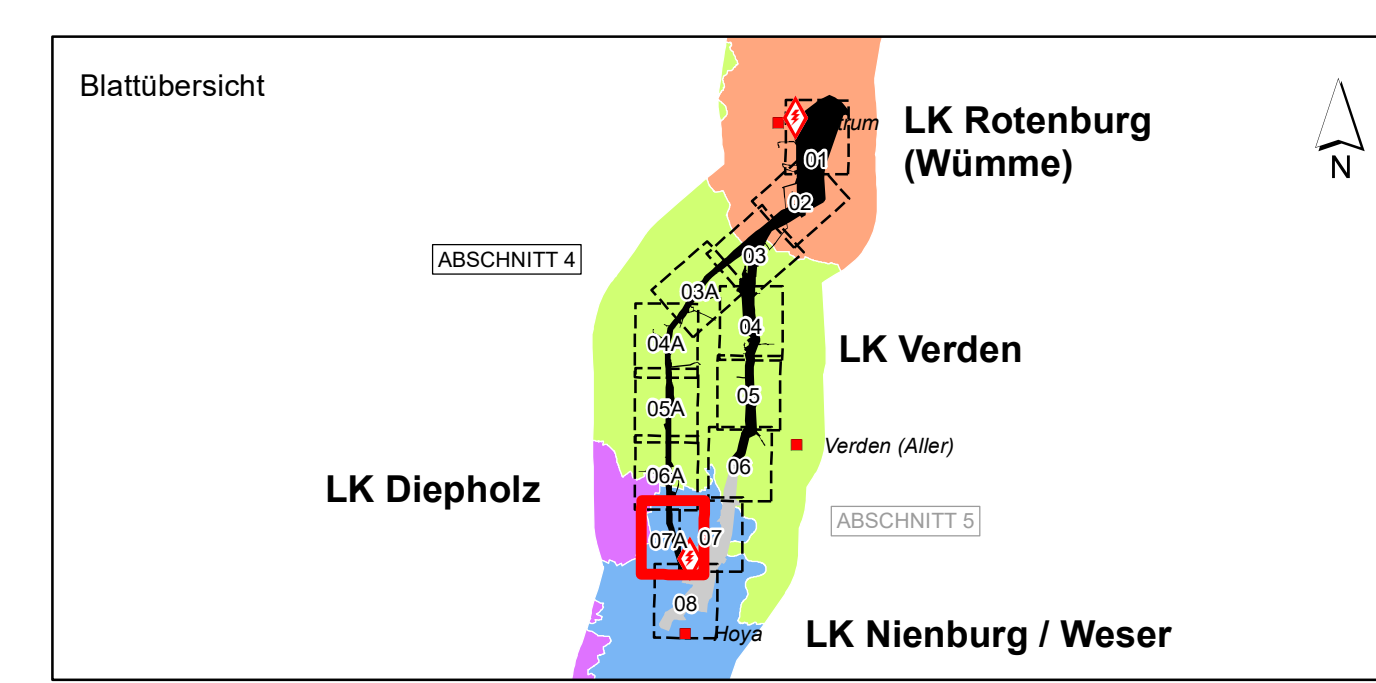 Blattübersicht
LK Rotenburg
(Wümme)
N
01
02
ABSCHNITT 4
03
03A
04
04A
LK Verden
05
05A
Verden (Aller)
06
06A
LK Diepholz
ABSCHNITT 5
07A
07
08
Hoya
LK Nienburg / Weser